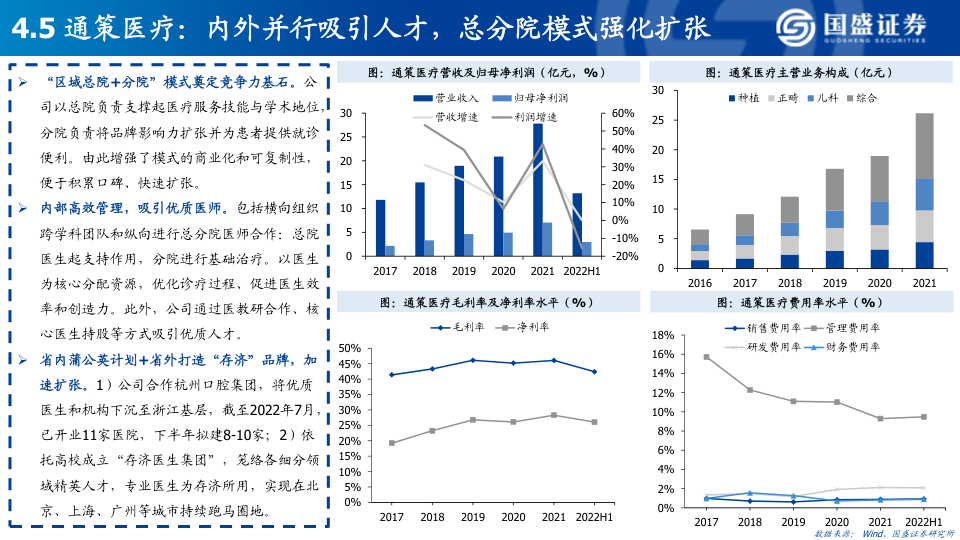 4.5 通策医疗：内外并行吸引人才，总分院模式强化扩张
国盛证券
GUOSHENG SECURITIES
➢ “区域总院+分院”模式奠定竞争力基石。公
司以总院负责支撑起医疗服务技能与学术地位，
分院负责将品牌影响力扩张并为患者提供就诊
便利。由此增强了模式的商业化和可复制性，
便于积累口碑、快速扩张。
➢ 内部高效管理，吸引优质医师。包括横向组织
跨学科团队和纵向进行总分院医师合作：总院
医生起支持作用，分院进行基础治疗。以医生
为核心分配资源，优化诊疗过程、促进医生效
率和创造力。此外，公司通过医教研合作、核
心医生持股等方式吸引优质人才。
➢ 省内蒲公英计划+省外打造“存济”品牌，加
速扩张。1）公司合作杭州口腔集团，将优质
医生和机构下沉至浙江基层，截至2022年7月，
已开业11家医院，下半年拟建8-10家；2）依
托高校成立“存济医生集团”，笼络各细分领
域精英人才，专业医生为存济所用，实现在北
京、上海、广州等城市持续跑马圈地。
图：通策医疗营收及归母净利润（亿元，%）
营业收入 归母净利润
营收增速 利润增速
30
25
20
15
10
5
0
60%
50%
40%
30%
20%
10%
0%
-10%
-20%
2017 2018 2019 2020 2021 2022H1
图：通策医疗主营业务构成（亿元）
种植 正畸 儿科 综合
30
25
20
15
10
5
0
2016 2017 2018 2019 2020 2021
图：通策医疗毛利率及净利率水平（%）
毛利率 净利率
50%
45%
40%
35%
30%
25%
20%
15%
10%
5%
0%
2017 2018 2019 2020 2021 2022H1
图：通策医疗费用率水平（%）
销售费用率 管理费用率
研发费用率 财务费用率
18%
16%
14%
12%
10%
8%
6%
4%
2%
0%
2017 2018 2019 2020 2021 2022H1
数据来源： Wind，国盛证券研究所